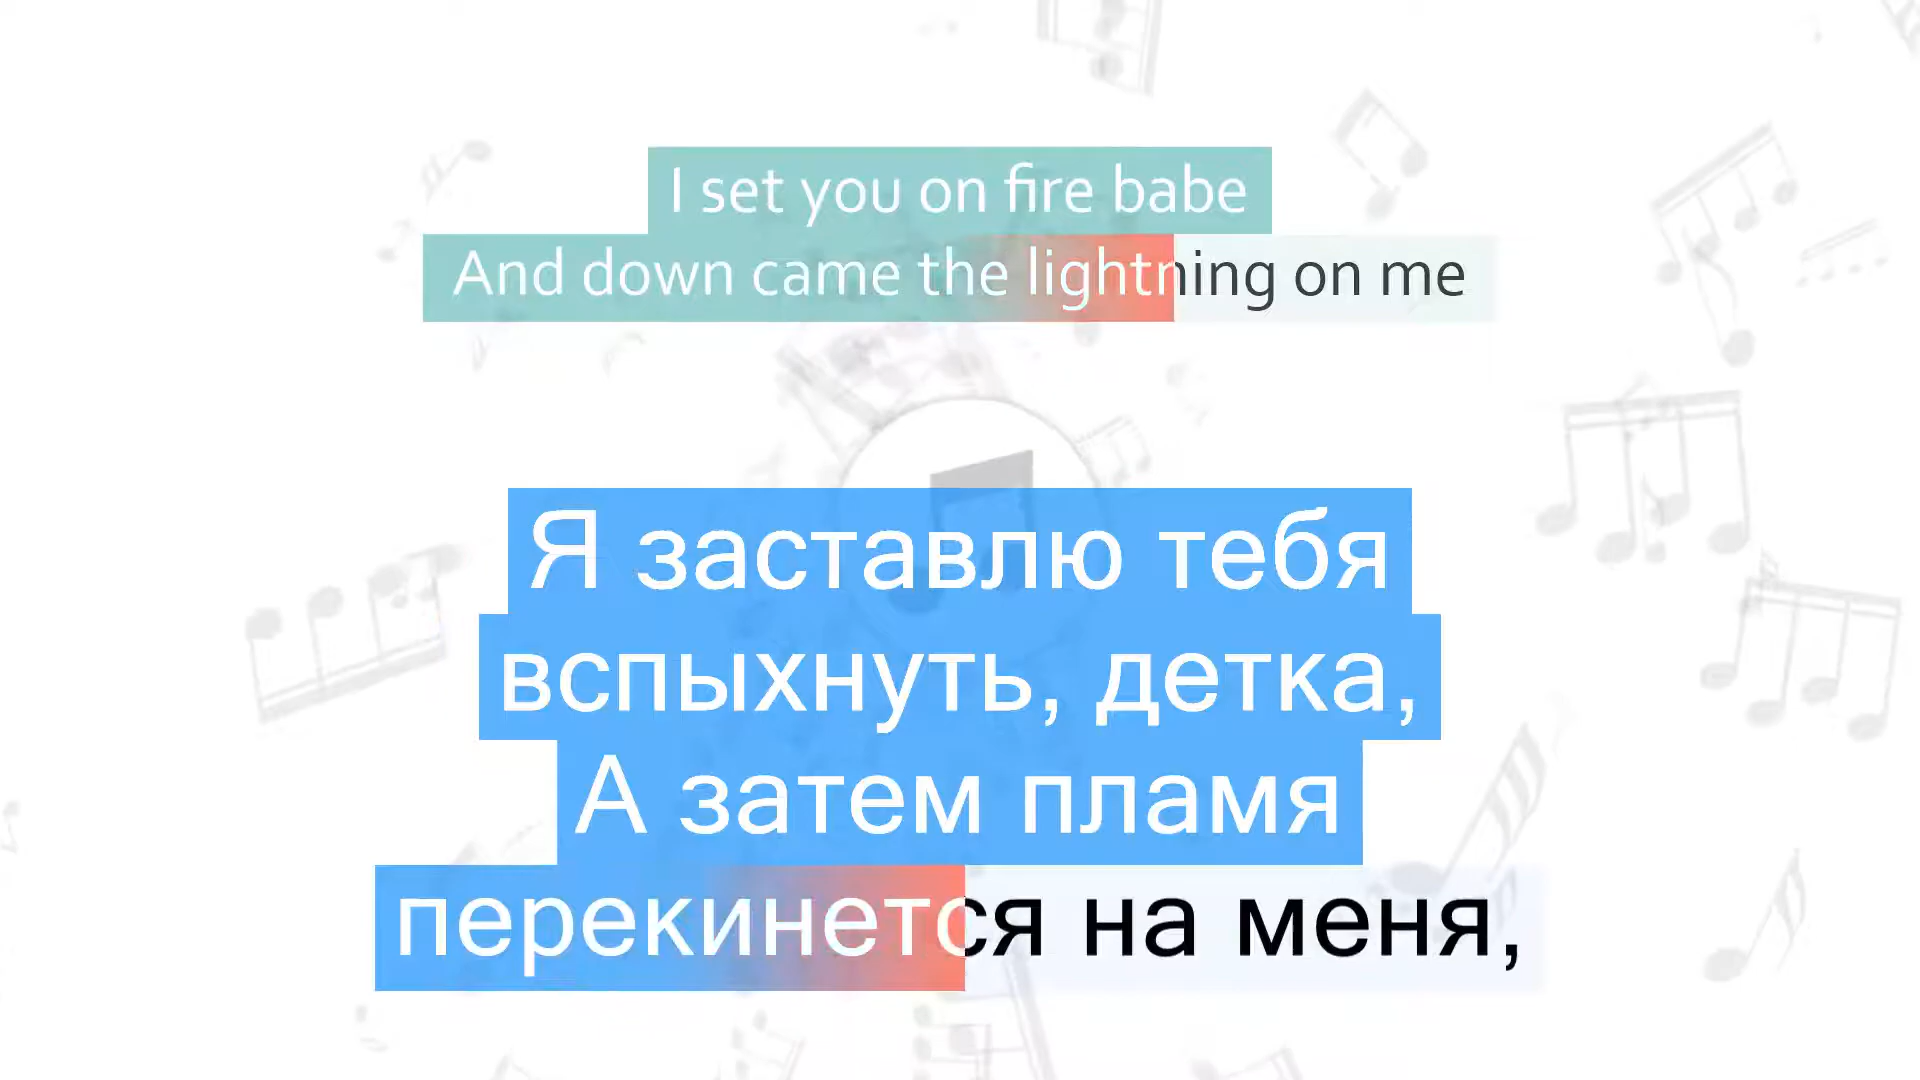 I set you on fire babe
And down came the lightning on me
Я заставлю тебя
вспыхнуть, детка,
А затем пламя
перекинется на меня,